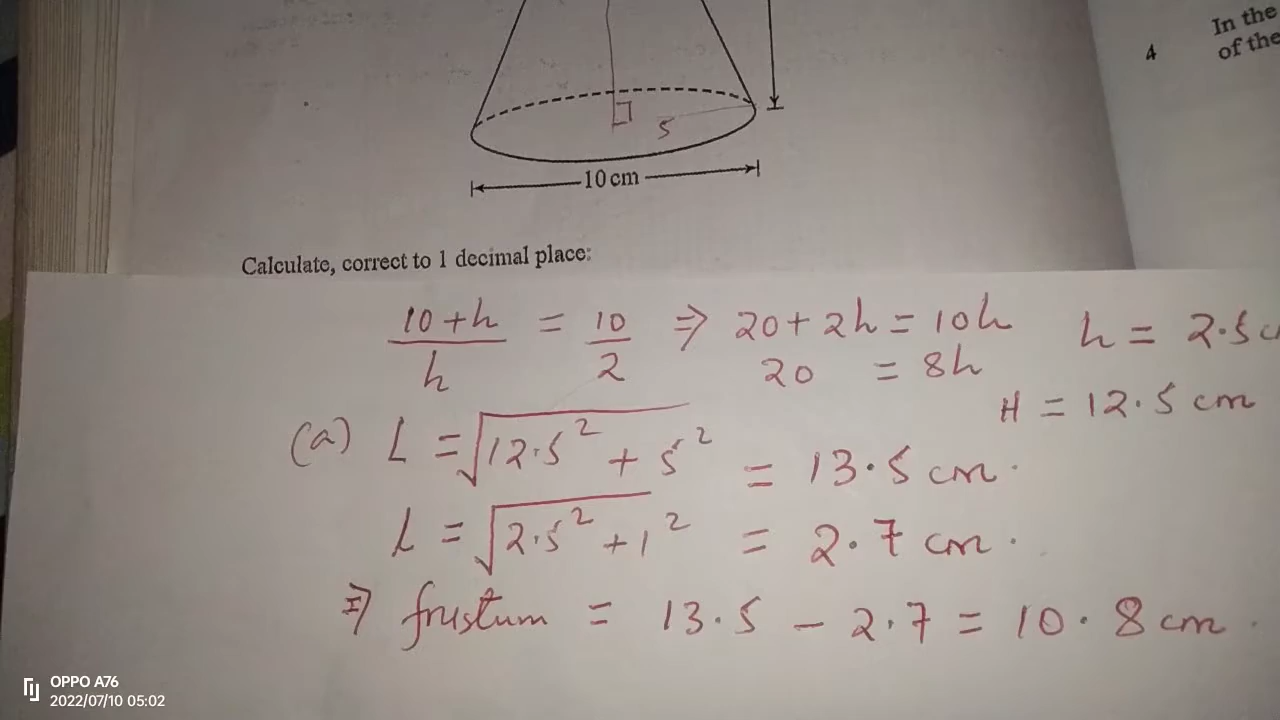 In the
4 of the
5
10 cm
Calculate, correct to 1 decimal place:
10+h/h = 10/2 ⇒ 20+2h = 10h h = 2.5c
20 = 8h
H = 12.5 cm
(a) L = √12.5² + 5² = 13.5 cm.
L = √2.5² + 1² = 2.7 cm.
⇒ frustum = 13.5 - 2.7 = 10.8 cm.
OPPO A76
2022/07/10 05:02